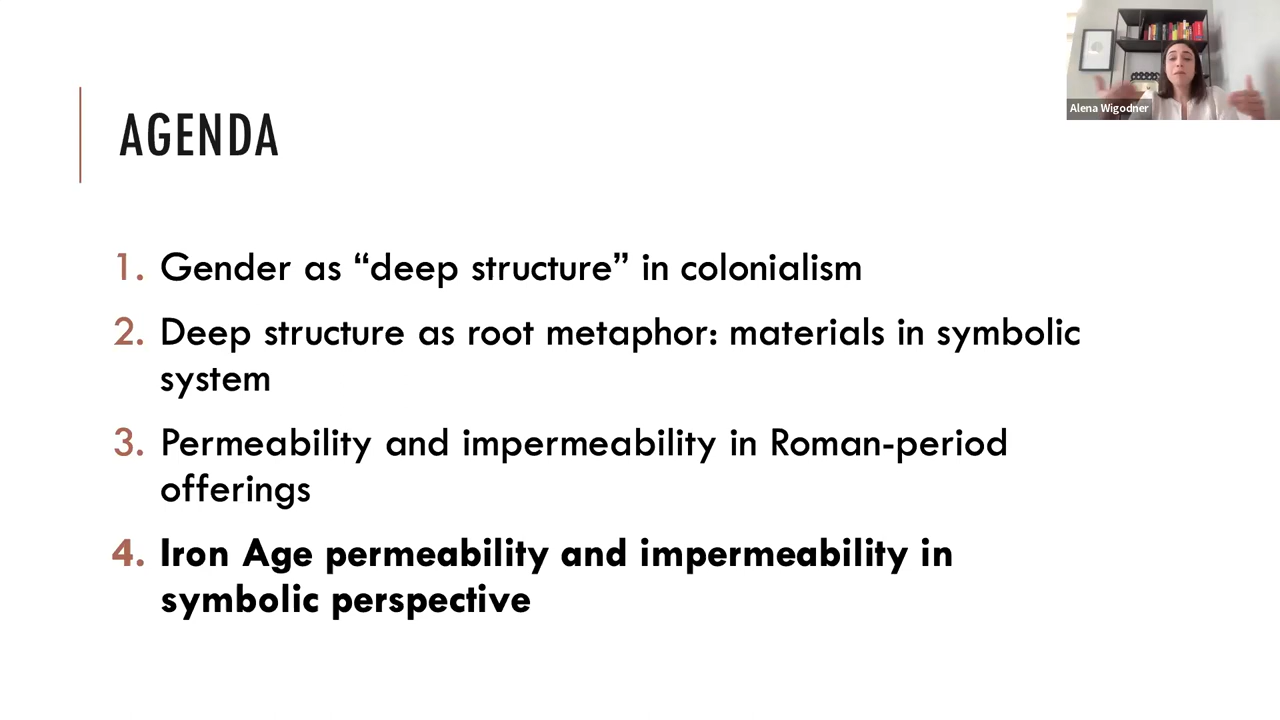 Alena Wigodner
AGENDA
1. Gender as “deep structure” in colonialism
2. Deep structure as root metaphor: materials in symbolic
system
3. Permeability and impermeability in Roman-period
offerings
4. Iron Age permeability and impermeability in
symbolic perspective